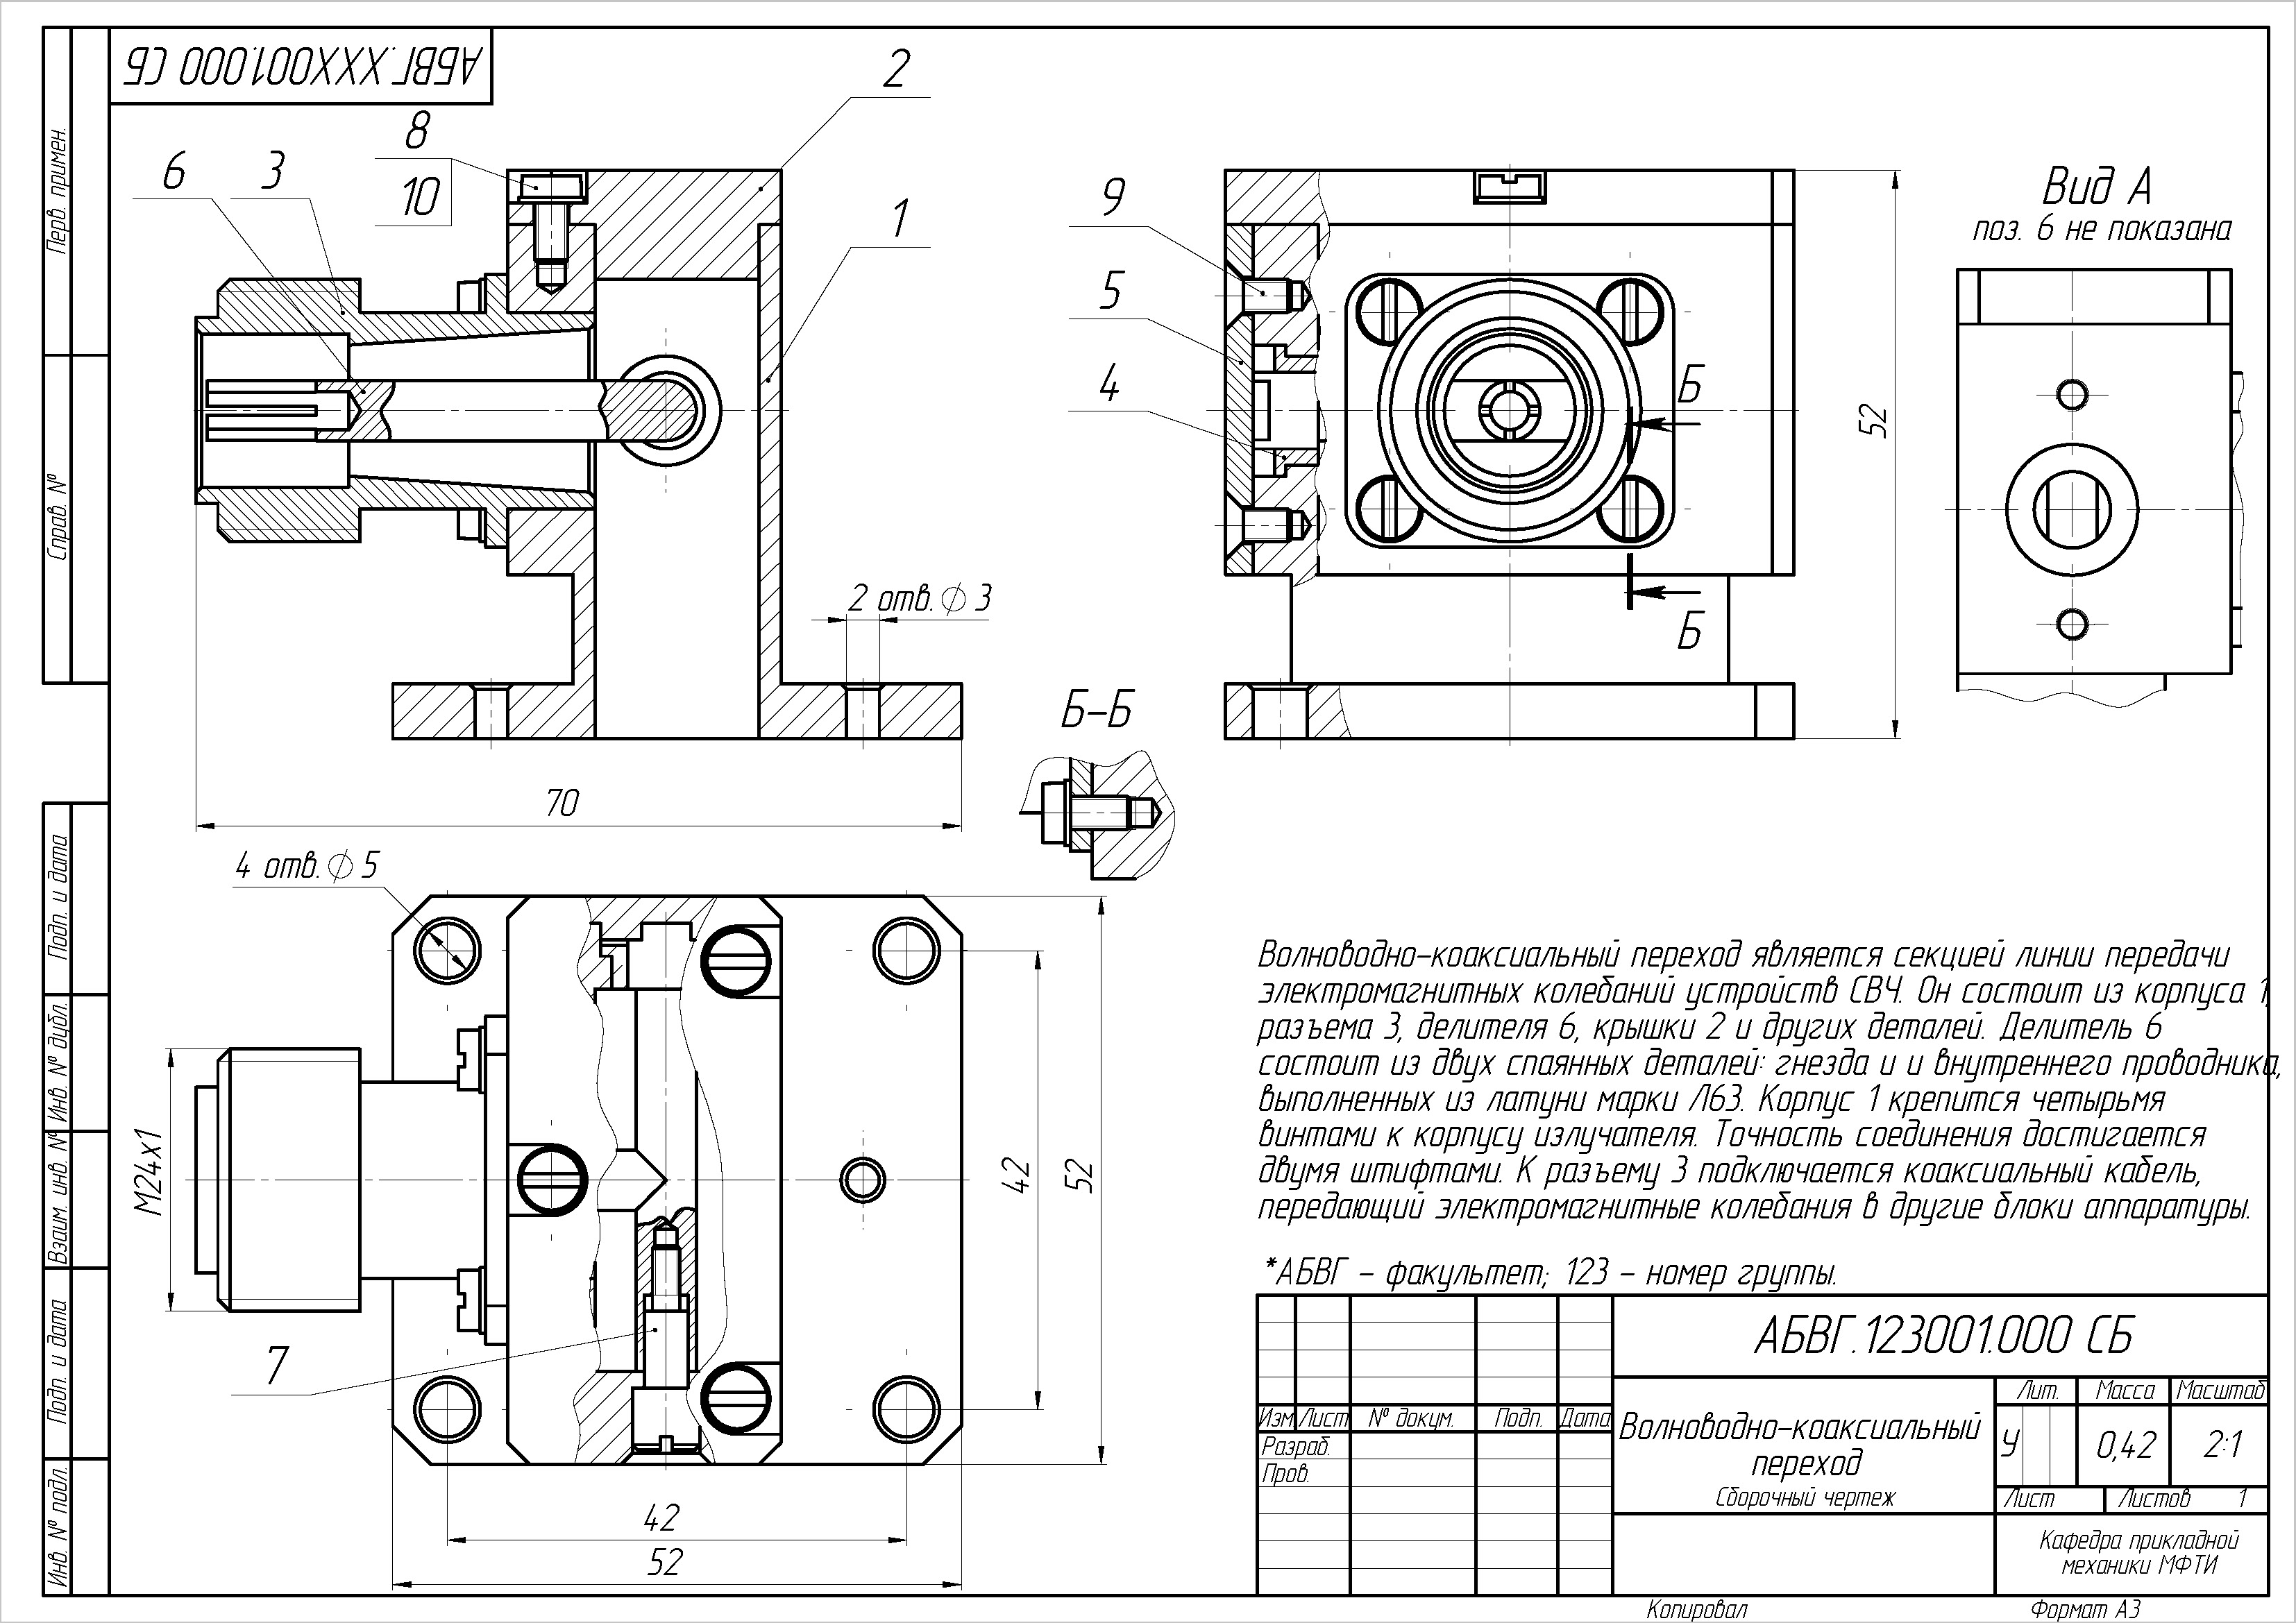 АБВГ.XXX001.000 СБ
Перв. примен.
Справ. №
Подп. и дата
Инв. № дубл.
Взаим. инв. №
Подп. и дата
Инв. № подл.
2
8
10
6
3
1
2 отв. ⌀ 3
70
9
5
4
Б
Б
52
Вид А
поз. 6 не показана
Б-Б
4 отв. ⌀ 5
М24х1
7
42
52
42
52
Волноводно-коаксиальный переход является секцией линии передачи
электромагнитных колебаний устройств СВЧ. Он состоит из корпуса 1,
разъема 3, делителя 6, крышки 2 и других деталей. Делитель 6
состоит из двух спаянных деталей: гнезда и и внутреннего проводника,
выполненных из латуни марки Л63. Корпус 1 крепится четырьмя
винтами к корпусу излучателя. Точность соединения достигается
двумя штифтами. К разъему 3 подключается коаксиальный кабель,
передающий электромагнитные колебания в другие блоки аппаратуры.
*АБВГ - факультет; 123 - номер группы.
АБВГ.123001.000 СБ
Изм Лист № докум. Подп. Дата
Разраб.
Пров.
Волноводно-коаксиальный
переход
Сборочный чертеж
Лит. Масса Масштаб
У 0,42 2:1
Лист Листов 1
Кафедра прикладной
механики МФТИ
Копировал Формат А3